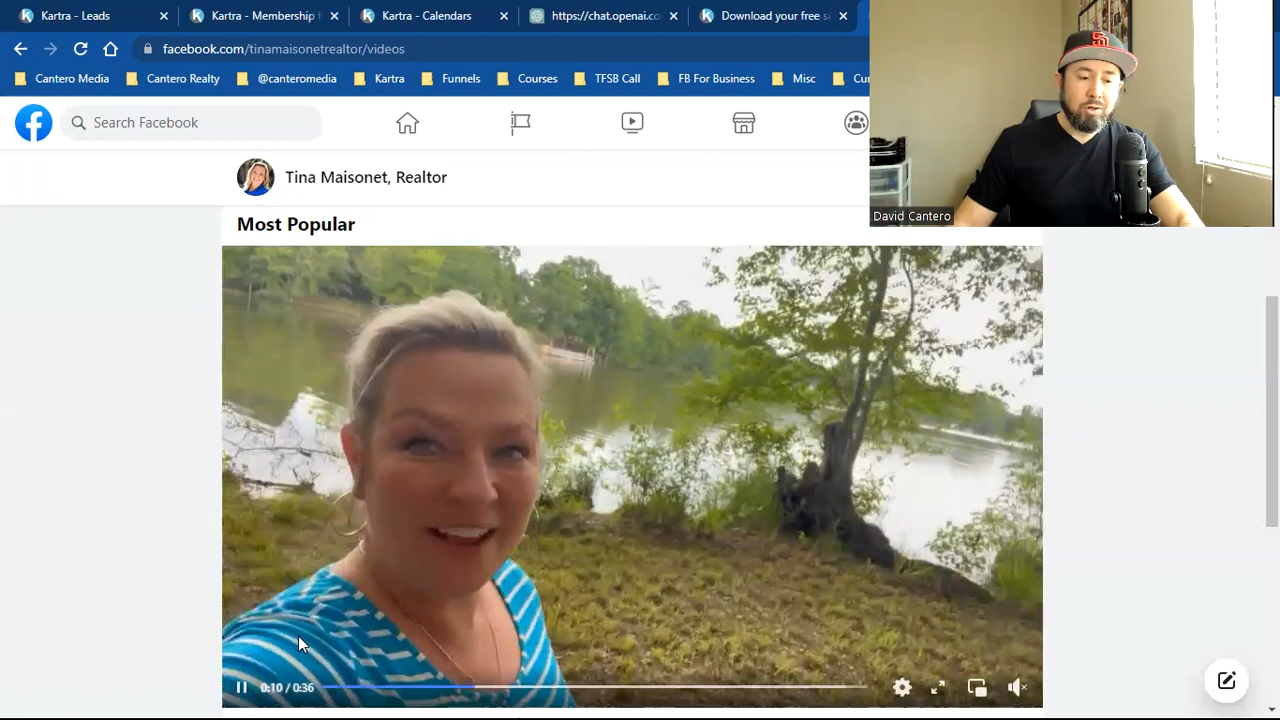 Kartra - Leads
Kartra - Membership f
Kartra - Calendars
https://chat.openai.co
Download your free s
facebook.com/tinamaisonetrealtor/videos
Cantero Media
Cantero Realty
@canteromedia
Kartra
Funnels
Courses
TFSB Call
FB For Business
Misc
Cur
Search Facebook
Tina Maisonet, Realtor
Most Popular
David Cantero
0:10 / 0:36